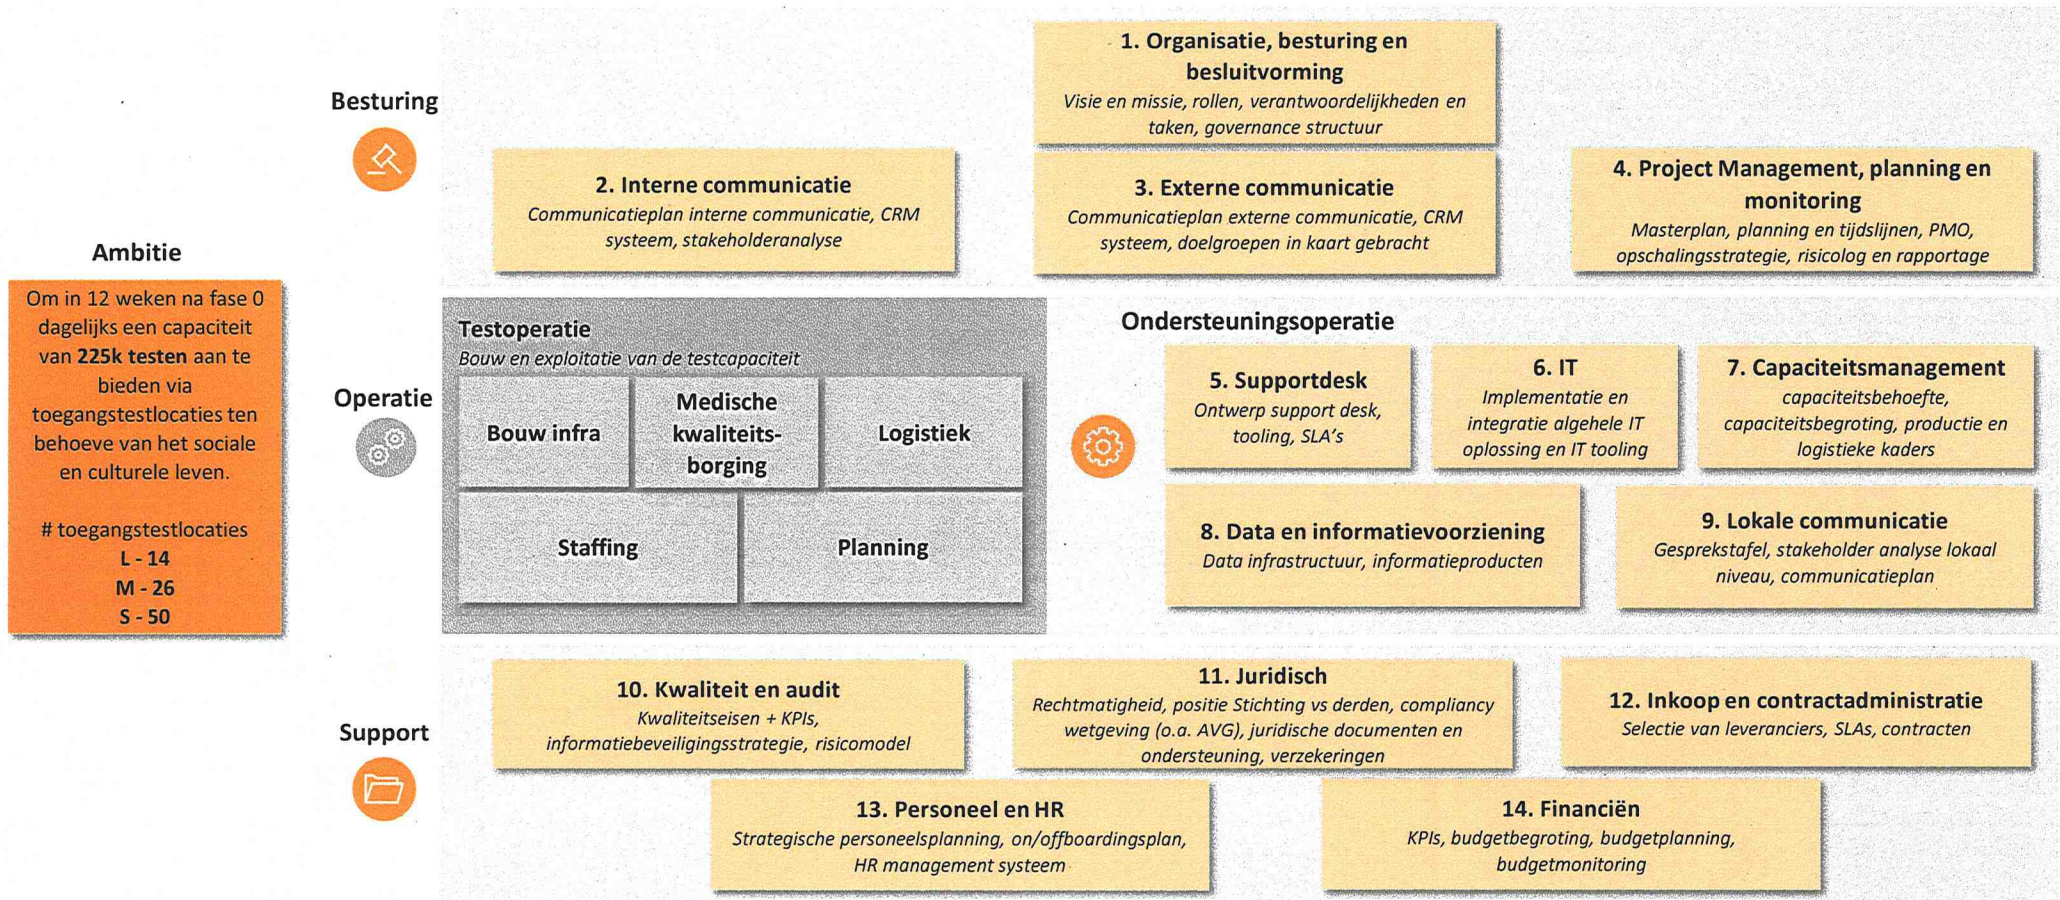 Ambitie
Om in 12 weken na fase 0
dagelijks een capaciteit
van 225k testen aan te
bieden via
toegangstestlocaties ten
behoeve van het sociale
en culturele leven.
# toegangstestlocaties
L - 14
M - 26
S - 50
Besturing
1. Organisatie, besturing en
besluitvorming
Visie en missie, rollen, verantwoordelijkheden en
taken, governance structuur
2. Interne communicatie
Communicatieplan interne communicatie, CRM
systeem, stakeholderanalyse
3. Externe communicatie
Communicatieplan externe communicatie, CRM
systeem, doelgroepen in kaart gebracht
4. Project Management, planning en
monitoring
Masterplan, planning en tijdslijnen, PMO,
opschalingsstrategie, risicolog en rapportage
Operatie
Testoperatie
Bouw en exploitatie van de testcapaciteit
Bouw infra
Medische
kwaliteits-
borging
Logistiek
Staffing
Planning
Ondersteuningsoperatie
5. Supportdesk
Ontwerp support desk,
tooling, SLA's
6. IT
Implementatie en
integratie algehele IT
oplossing en IT tooling
7. Capaciteitsmanagement
capaciteitsbehoefte,
capaciteitsbegroting, productie en
logistieke kaders
8. Data en informatievoorziening
Data infrastructuur, informatieproducten
9. Lokale communicatie
Gesprekstafel, stakeholder analyse lokaal
niveau, communicatieplan
Support
10. Kwaliteit en audit
Kwaliteitseisen + KPIs,
informatiebeveiligingsstrategie, risicomodel
11. Juridisch
Rechtmatigheid, positie Stichting vs derden, compliancy
wetgeving (o.a. AVG), juridische documenten en
ondersteuning, verzekeringen
12. Inkoop en contractadministratie
Selectie van leveranciers, SLAs, contracten
13. Personeel en HR
Strategische personeelsplanning, on/offboardingsplan,
HR management systeem
14. Financiën
KPIs, budgetbegroting, budgetplanning,
budgetmonitoring